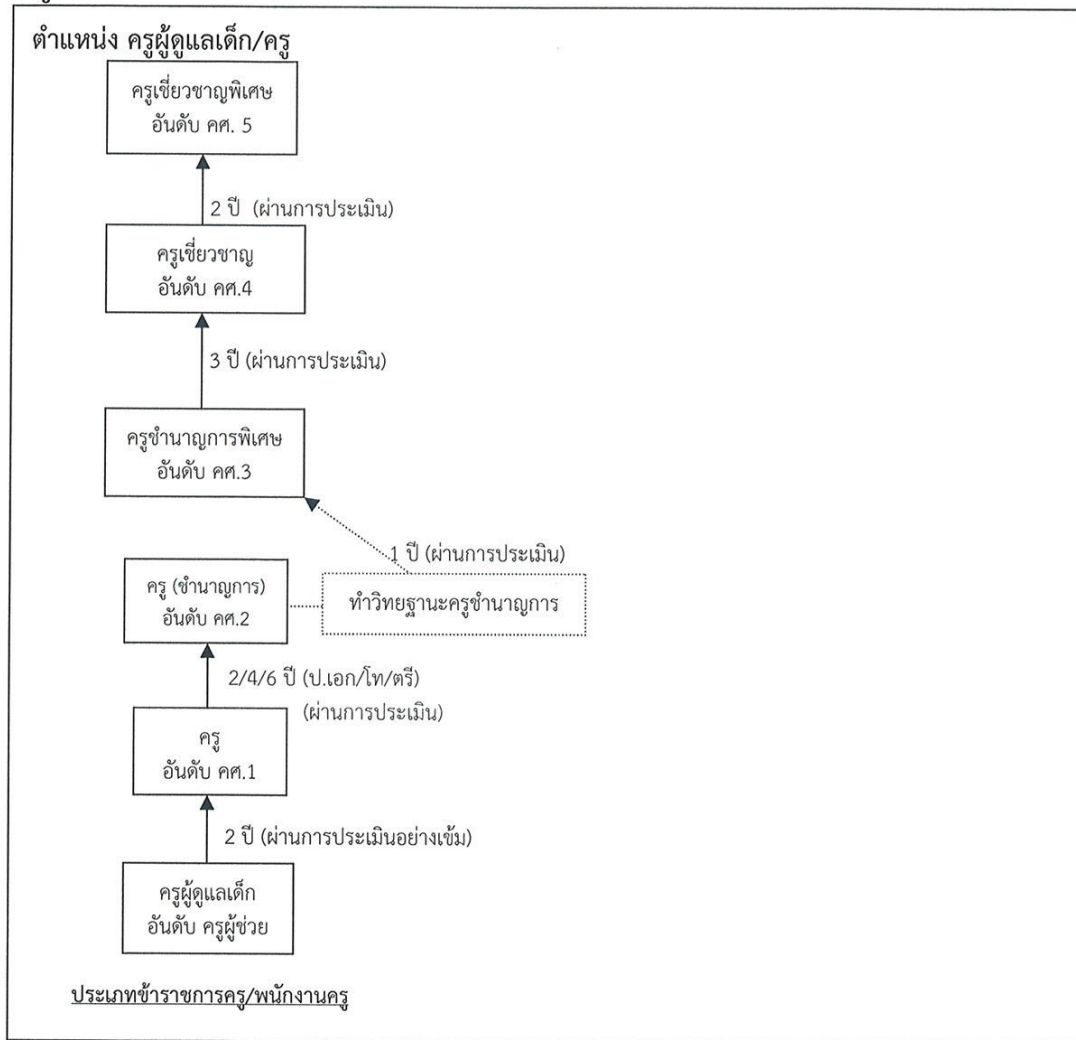 ตำแหน่ง ครูผู้ดูแลเด็ก/ครู
ครูเชี่ยวชาญพิเศษ
อันดับ คศ. 5
2 ปี (ผ่านการประเมิน)
ครูเชี่ยวชาญ
อันดับ คศ.4
3 ปี (ผ่านการประเมิน)
ครูชำนาญการพิเศษ
อันดับ คศ.3
1 ปี (ผ่านการประเมิน)
ครู (ชำนาญการ)
อันดับ คศ.2
ทำวิทยฐานะครูชำนาญการ
2/4/6 ปี (ป.เอก/โท/ตรี)
(ผ่านการประเมิน)
ครู
อันดับ คศ.1
2 ปี (ผ่านการประเมินอย่างเข้ม)
ครูผู้ดูแลเด็ก
อันดับ ครูผู้ช่วย
ประเภทข้าราชการครู/พนักงานครู